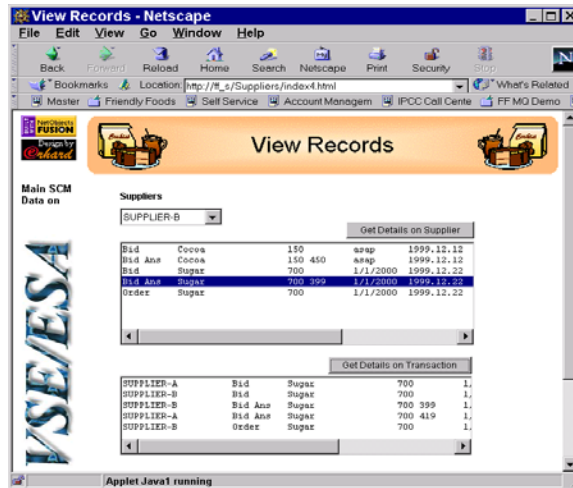 View Records - Netscape
File Edit View Go Window Help
Back Forward Reload Home Search Netscape Print Security Stop N
Bookmarks Location: http://ff_s/Suppliers/index4.html What's Related
Master Friendly Foods Self Service Account Managem IPCC Call Cente FF MQ Demo
NetObjects
FUSION
Design by
Erhard
View Records
Main SCM
Data on
VSE/ESA
Suppliers
SUPPLIER-B
Get Details on Supplier
Bid Cocoa 150 asap 1999.12.12
Bid Ans Cocoa 150 450 asap 1999.12.12
Bid Sugar 700 1/1/2000 1999.12.22
Bid Ans Sugar 700 399 1/1/2000 1999.12.22
Order Sugar 700 1/1/2000 1999.12.22
Get Details on Transaction
SUPPLIER-A Bid Sugar 700 1,
SUPPLIER-B Bid Sugar 700 1,
SUPPLIER-B Bid Ans Sugar 700 399 1,
SUPPLIER-A Bid Ans Sugar 700 419 1,
SUPPLIER-B Order Sugar 700 1,
Applet Java1 running